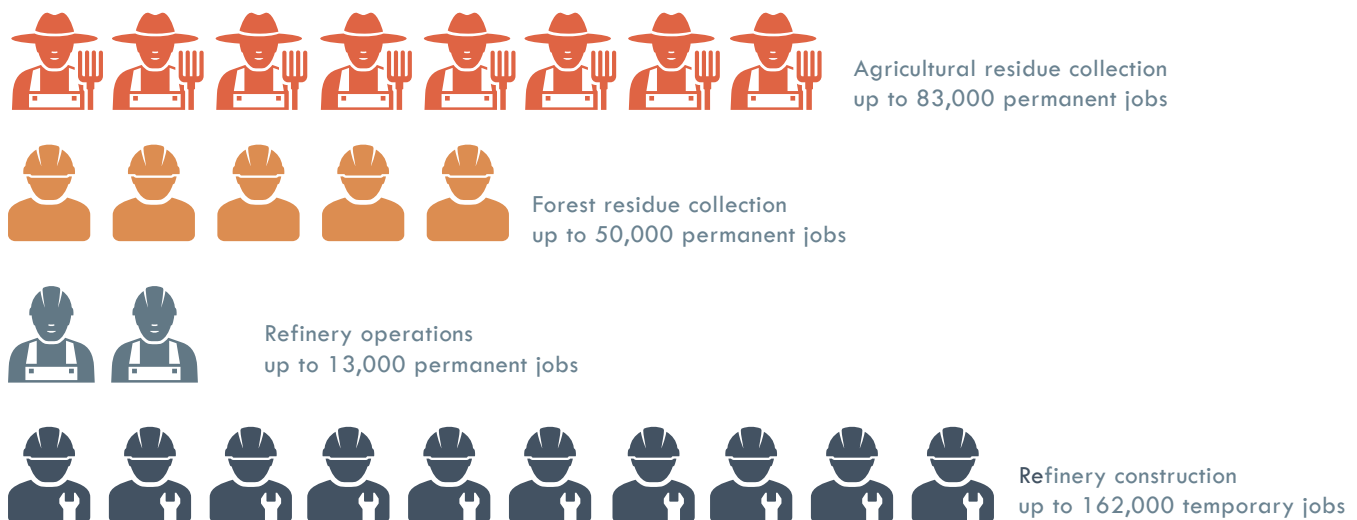 Agricultural residue collection
up to 83,000 permanent jobs
Forest residue collection
up to 50,000 permanent jobs
Refinery operations
up to 13,000 permanent jobs
Refinery construction
up to 162,000 temporary jobs